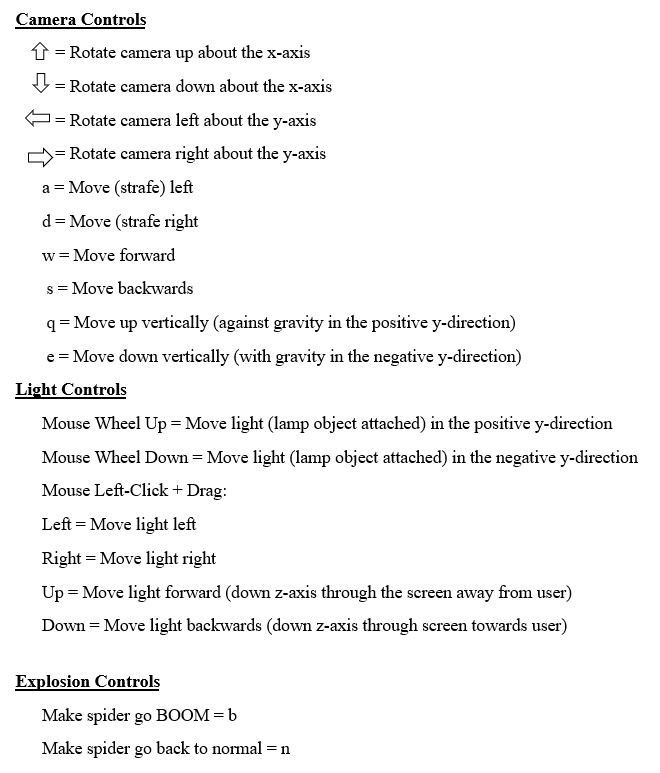 Camera Controls
⇧ = Rotate camera up about the x-axis
⇩ = Rotate camera down about the x-axis
⇦ = Rotate camera left about the y-axis
⇨ = Rotate camera right about the y-axis
a = Move (strafe) left
d = Move (strafe right
w = Move forward
s = Move backwards
q = Move up vertically (against gravity in the positive y-direction)
e = Move down vertically (with gravity in the negative y-direction)
Light Controls
Mouse Wheel Up = Move light (lamp object attached) in the positive y-direction
Mouse Wheel Down = Move light (lamp object attached) in the negative y-direction
Mouse Left-Click + Drag:
Left = Move light left
Right = Move light right
Up = Move light forward (down z-axis through the screen away from user)
Down = Move light backwards (down z-axis through screen towards user)
Explosion Controls
Make spider go BOOM = b
Make spider go back to normal = n